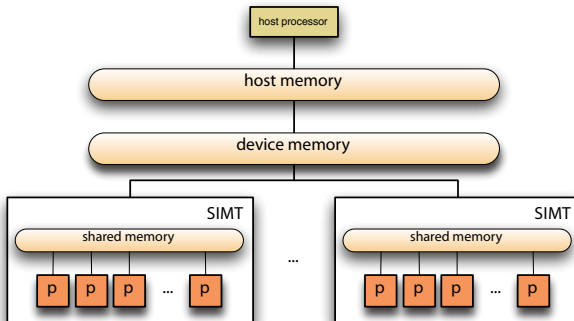 host processor
host memory
device memory
SIMT SIMT
shared memory shared memory
...
p p p ... p p p p ... p